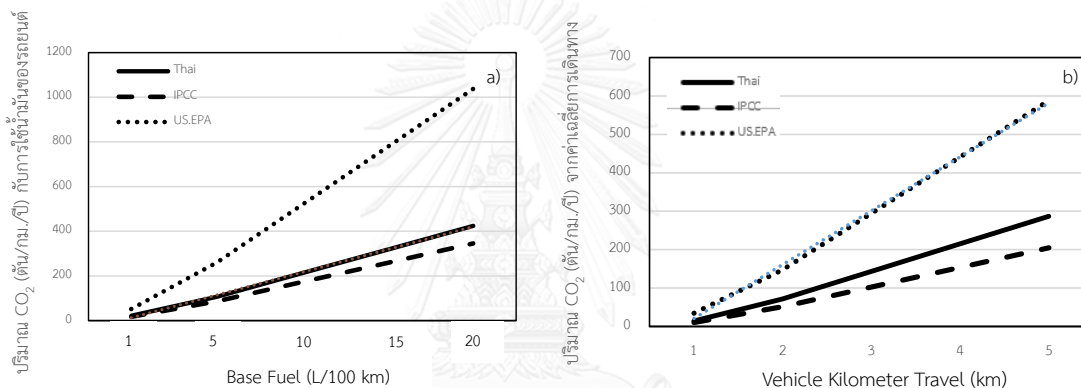 ปริมาณ CO2 (ตัน/กม./ปี) กับการใช้น้ำมันของรถยนต์
1200
1000
800
600
400
200
0
Thai
IPCC
US.EPA
a)
1 5 10 15 20
Base Fuel (L/100 km)
ปริมาณ CO2 (ตัน/กม./ปี) จากค่าเฉลี่ยการเดินทาง
700
600
500
400
300
200
100
0
Thai
IPCC
US.EPA
b)
1 2 3 4 5
Vehicle Kilometer Travel (km)